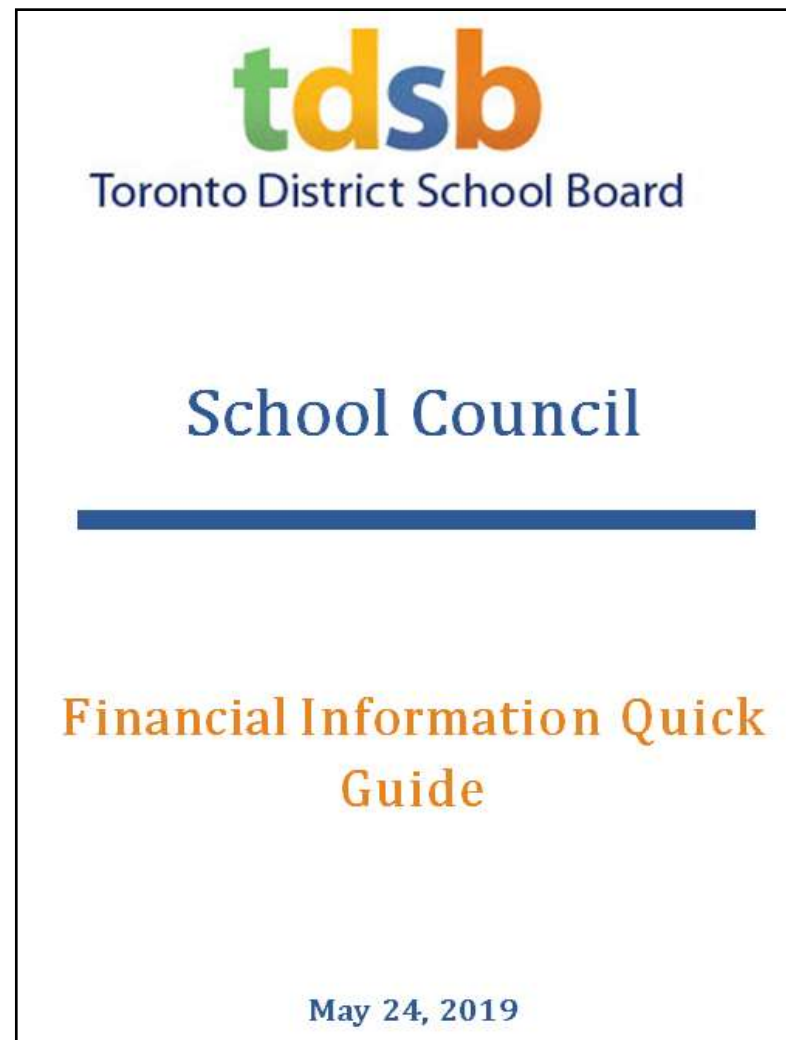 tdsb
Toronto District School Board
School Council
Financial Information Quick
Guide
May 24, 2019